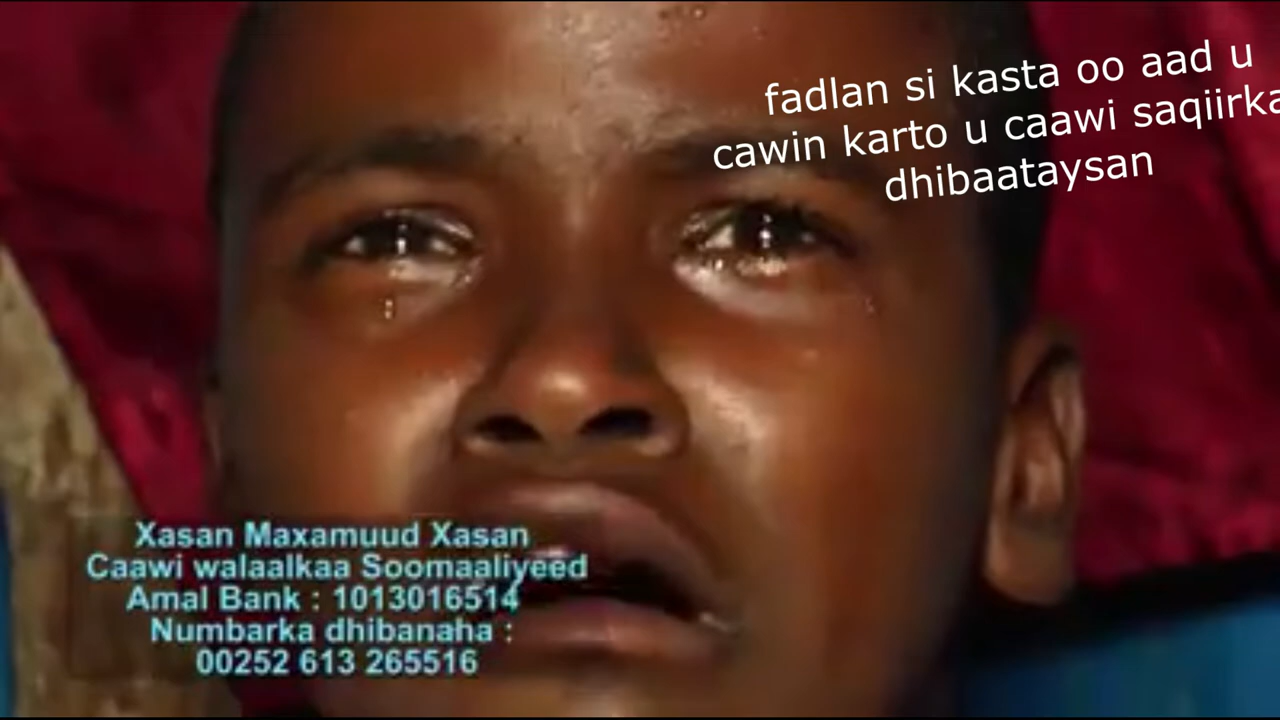 fadlan si kasta oo aad u
cawin karto u caawi saqiirka
dhibaataysan
Xasan Maxamuud Xasan
Caawi walaalkaa Soomaaliyeed
Amal Bank : 1013016514
Numbarka dhibanaha :
00252 613 265516